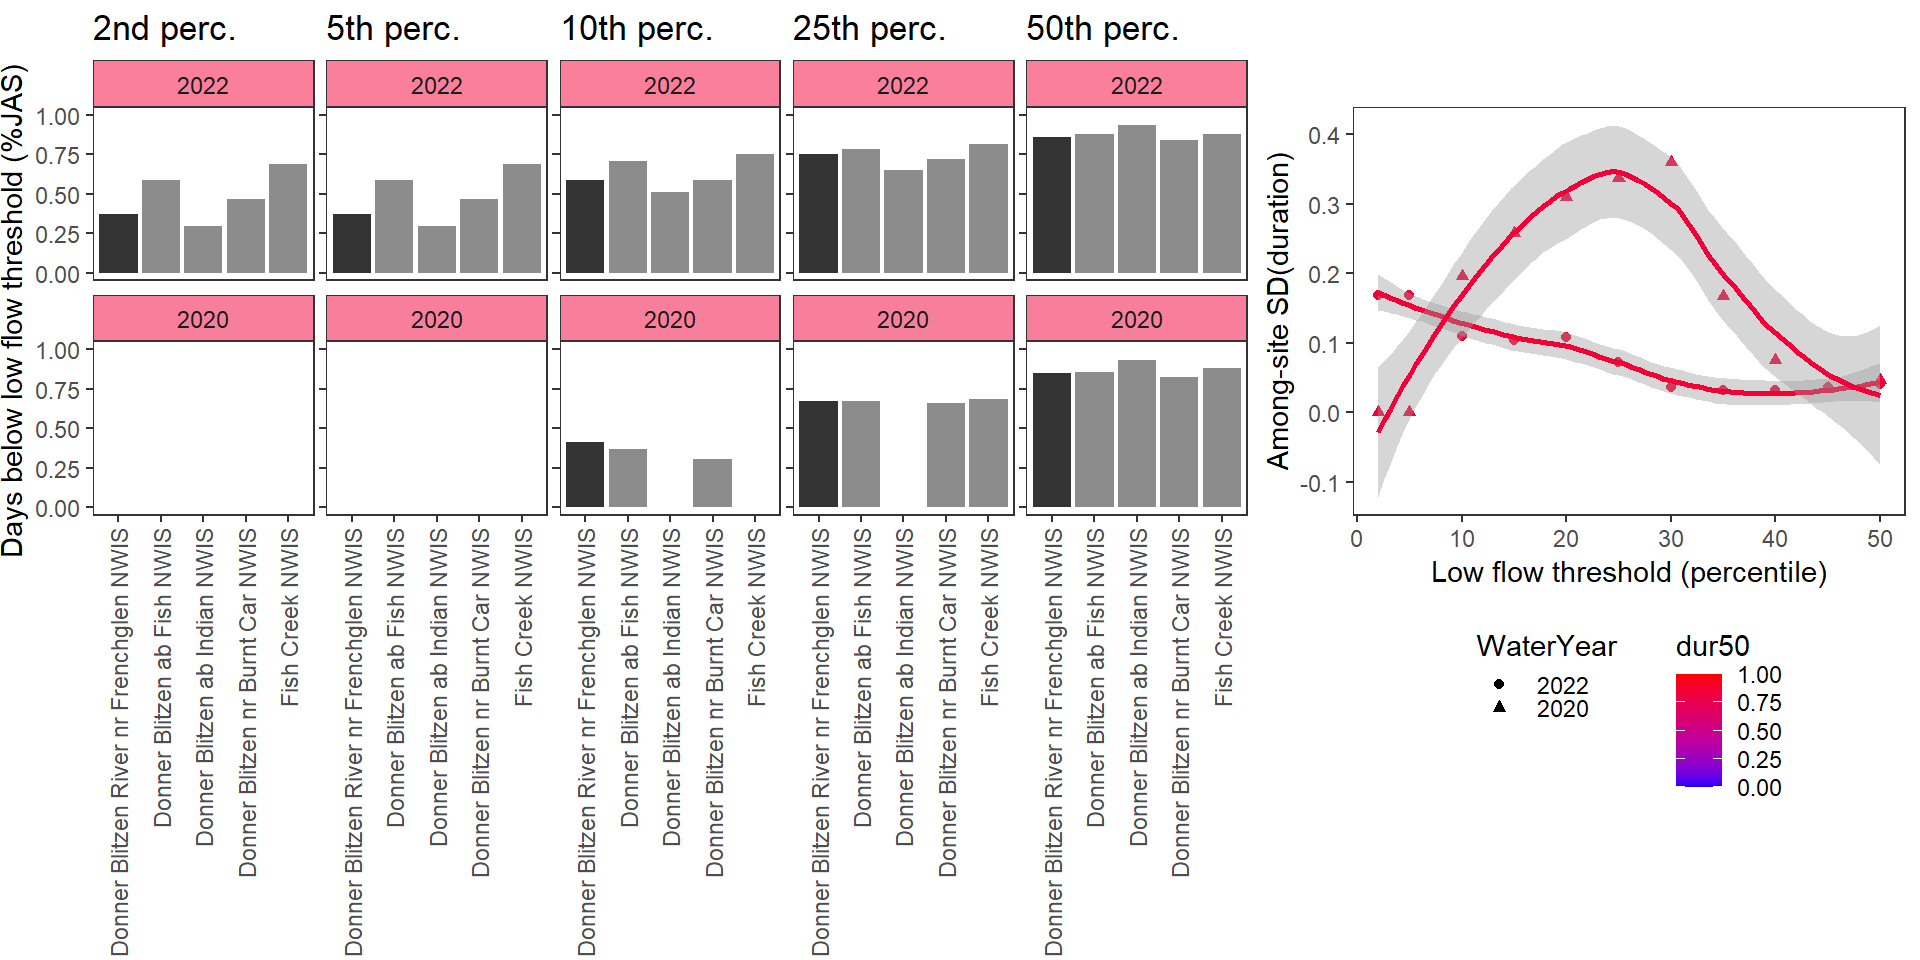 2nd perc.
5th perc.
10th perc.
25th perc.
50th perc.
Days below low flow threshold (%JAS)
2022
2022
2022
2022
2022
1.00
0.75
0.50
0.25
0.00
2020
2020
2020
2020
2020
1.00
0.75
0.50
0.25
0.00
Donner Blitzen River nr Frenchglen NWIS
Donner Blitzen ab Fish NWIS
Donner Blitzen ab Indian NWIS
Donner Blitzen nr Burnt Car NWIS
Fish Creek NWIS
Donner Blitzen River nr Frenchglen NWIS
Donner Blitzen ab Fish NWIS
Donner Blitzen ab Indian NWIS
Donner Blitzen nr Burnt Car NWIS
Fish Creek NWIS
Donner Blitzen River nr Frenchglen NWIS
Donner Blitzen ab Fish NWIS
Donner Blitzen ab Indian NWIS
Donner Blitzen nr Burnt Car NWIS
Fish Creek NWIS
Donner Blitzen River nr Frenchglen NWIS
Donner Blitzen ab Fish NWIS
Donner Blitzen ab Indian NWIS
Donner Blitzen nr Burnt Car NWIS
Fish Creek NWIS
Donner Blitzen River nr Frenchglen NWIS
Donner Blitzen ab Fish NWIS
Donner Blitzen ab Indian NWIS
Donner Blitzen nr Burnt Car NWIS
Fish Creek NWIS
Among-site SD(duration)
0.4
0.3
0.2
0.1
0.0
-0.1
0 10 20 30 40 50
Low flow threshold (percentile)
WaterYear
2022
2020
dur50
1.00
0.75
0.50
0.25
0.00